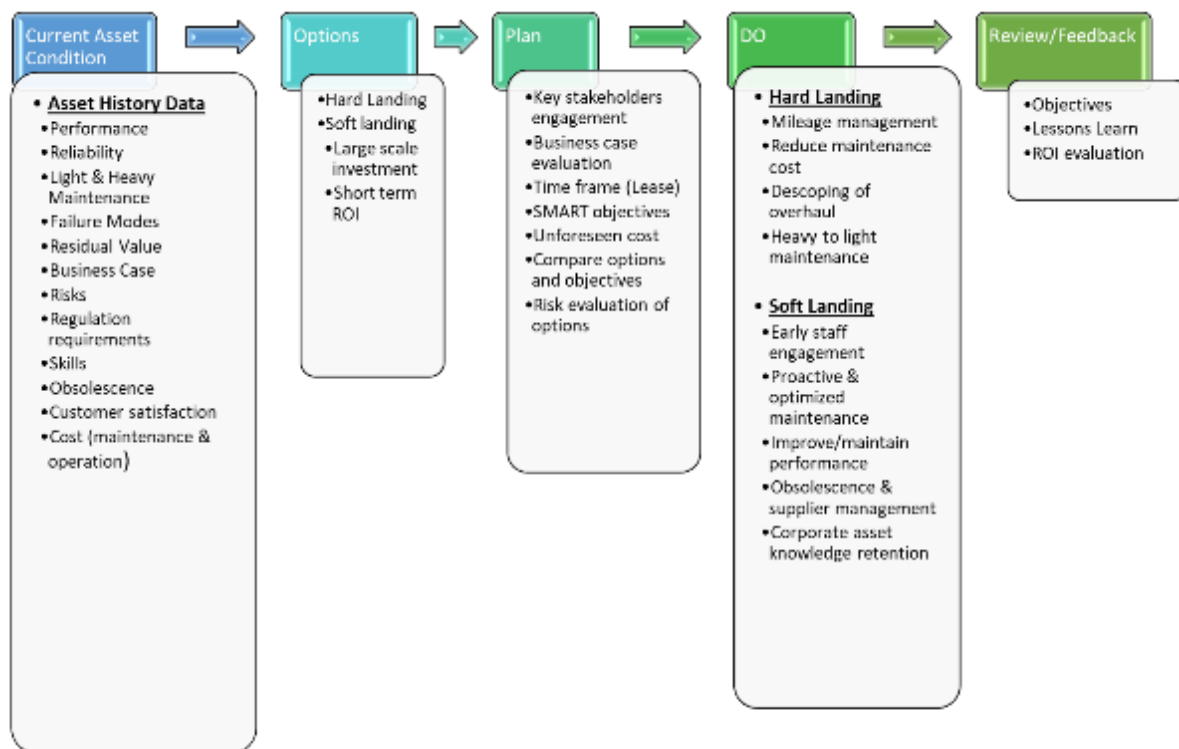 Current Asset
Condition
• Asset History Data
•Performance
•Reliability
•Light & Heavy
Maintenance
•Failure Modes
•Residual Value
•Business Case
•Risks
•Regulation
requirements
•Skills
•Obsolescence
•Customer satisfaction
•Cost (maintenance &
operation)
Options
•Hard Landing
•Soft landing
•Large scale
investment
•Short term
ROI
Plan
•Key stakeholders
engagement
•Business case
evaluation
•Time frame (Lease)
•SMART objectives
•Unforeseen cost
•Compare options
and objectives
•Risk evaluation of
options
DO
• Hard Landing
•Mileage management
•Reduce maintenance
cost
•Descoping of
overhaul
•Heavy to light
maintenance
• Soft Landing
•Early staff
engagement
•Proactive &
optimized
maintenance
•Improve/maintain
performance
•Obsolescence &
supplier management
•Corporate asset
knowledge retention
Review/Feedback
•Objectives
•Lessons Learn
•ROI evaluation